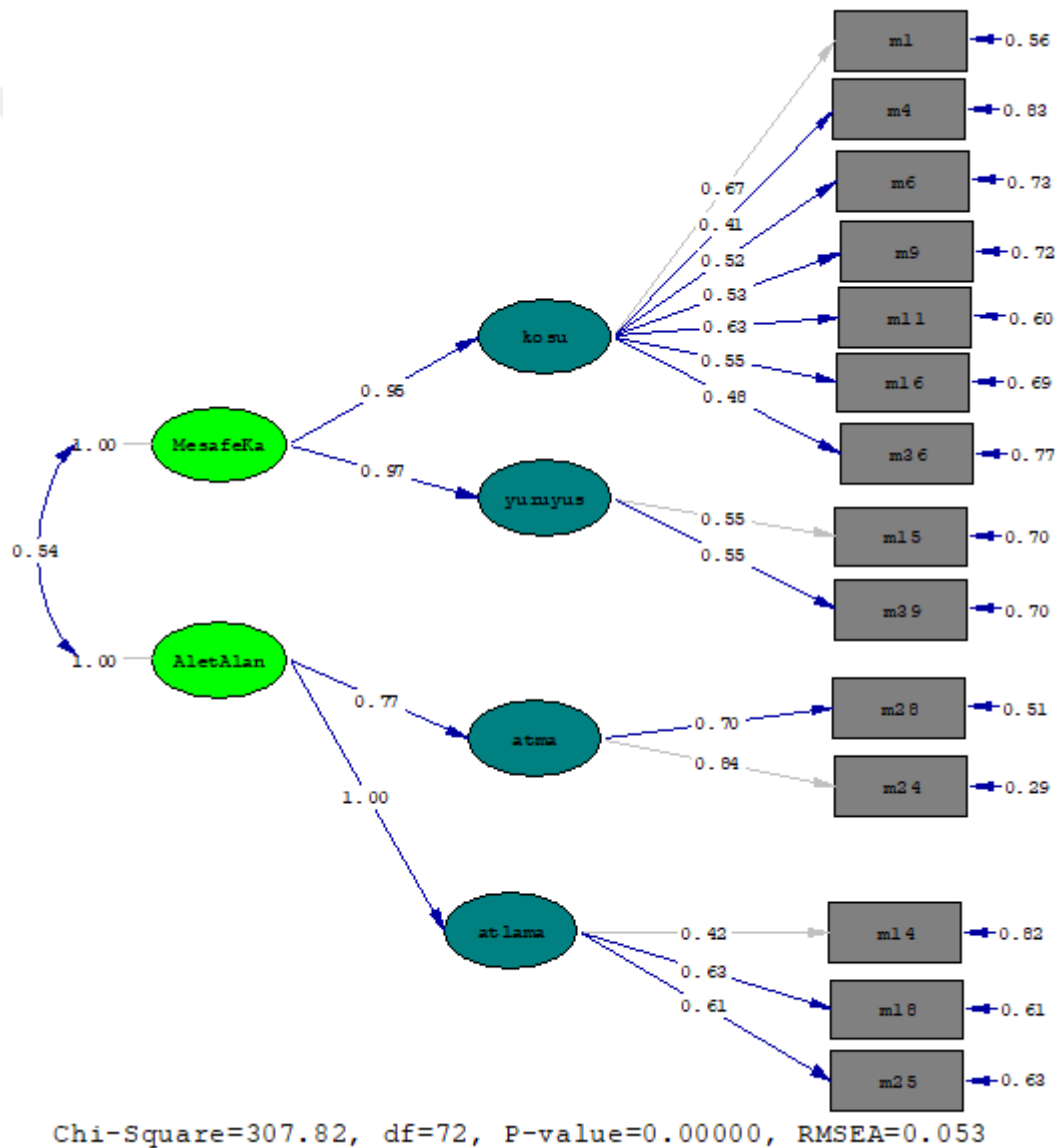 m1
0.56
m4
0.83
m6
0.73
m9
0.72
m11
0.60
m16
0.69
m36
0.77
0.67
0.41
0.52
0.53
0.63
0.55
0.48
kosu
0.95
MesafeKa
1.00
0.97
yuruyus
0.55
0.55
m15
0.70
m39
0.70
0.54
1.00
AletAlan
0.77
atma
0.70
0.84
m28
0.51
m24
0.29
1.00
atlama
0.42
0.63
0.61
m14
0.82
m18
0.61
m25
0.63
Chi-Square=307.82, df=72, P-value=0.00000, RMSEA=0.053